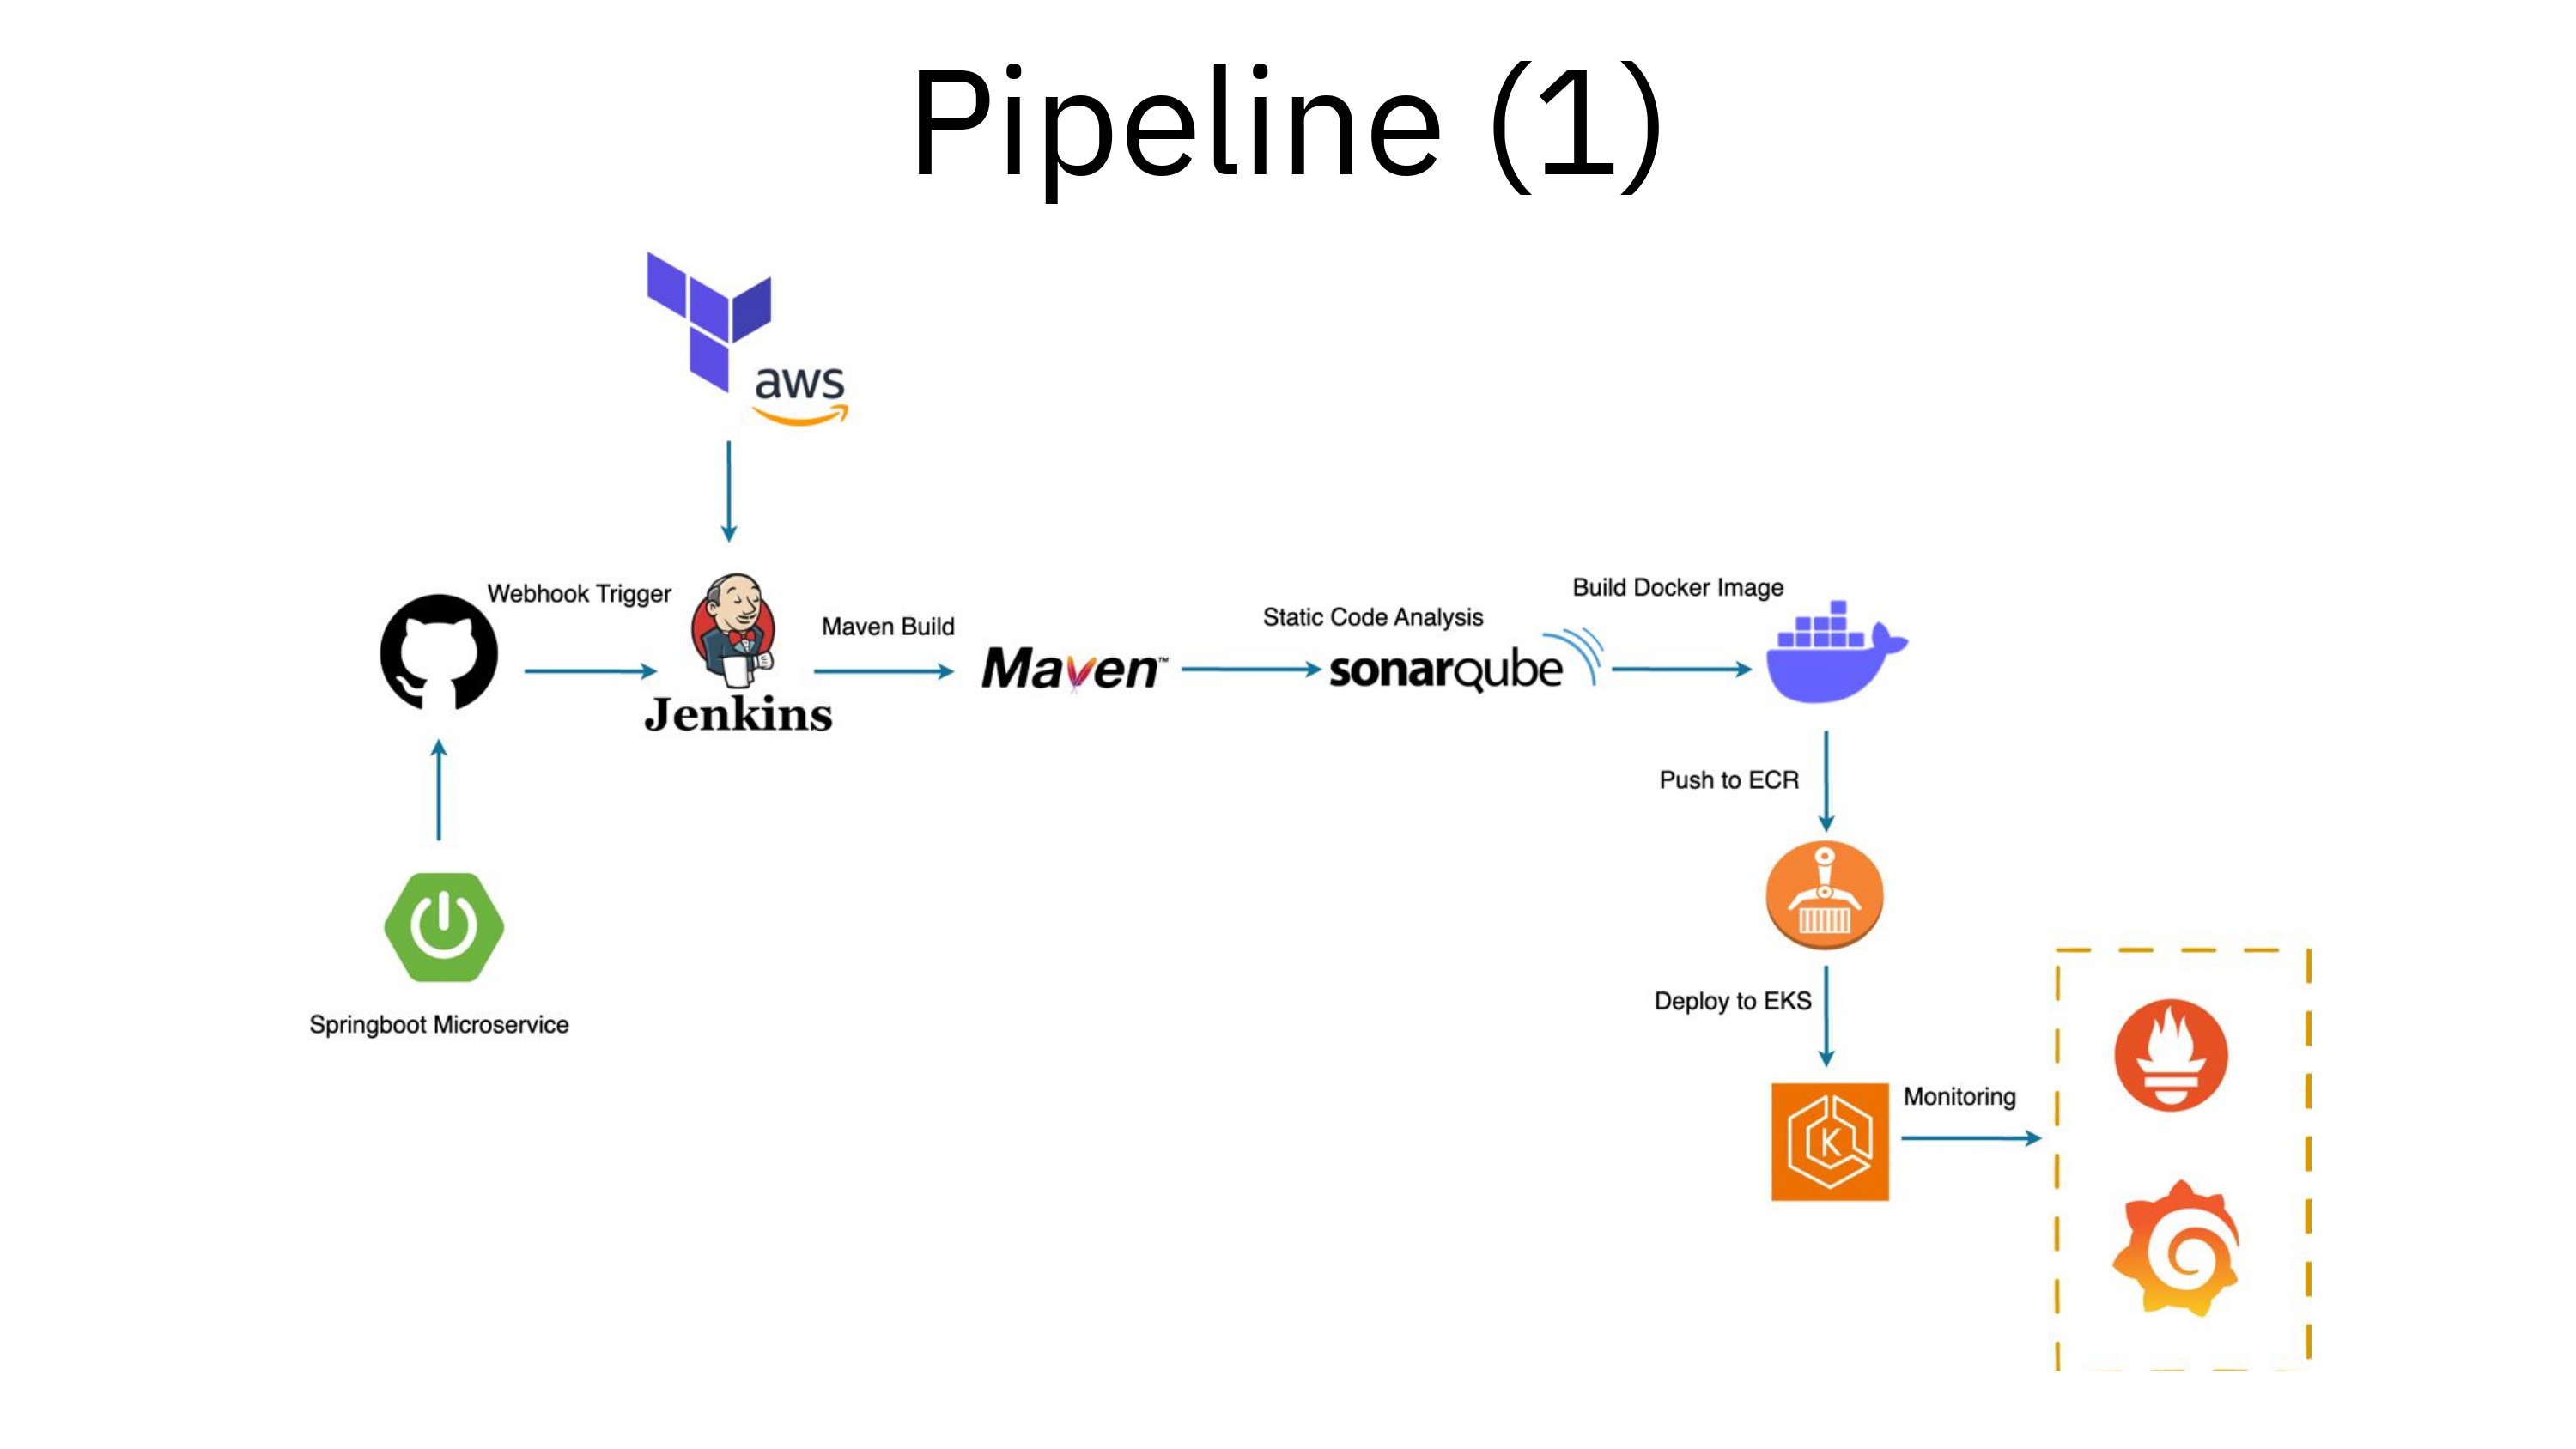 Pipeline (1)
aws
Webhook Trigger
Jenkins
Maven Build
Maven™
Static Code Analysis
sonarqube
Build Docker Image
Push to ECR
Deploy to EKS
K
Monitoring
Springboot Microservice